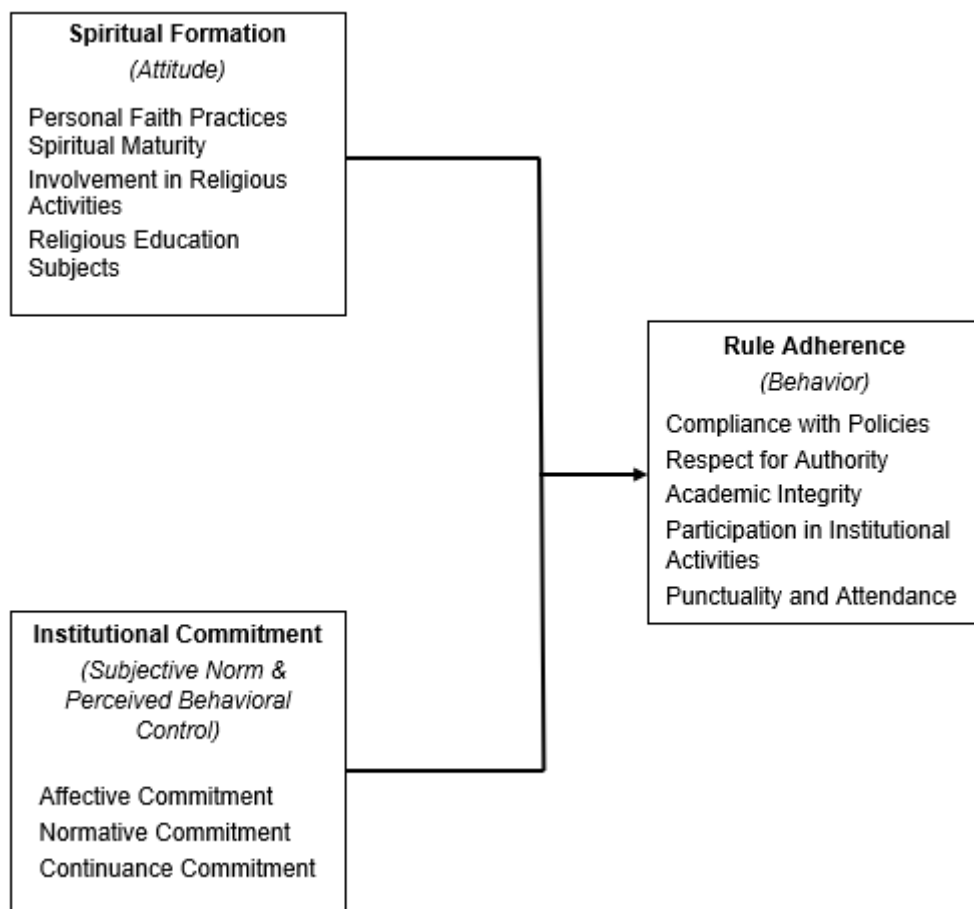 Spiritual Formation
(Attitude)
Personal Faith Practices
Spiritual Maturity
Involvement in Religious
Activities
Religious Education
Subjects
Rule Adherence
(Behavior)
Compliance with Policies
Respect for Authority
Academic Integrity
Participation in Institutional
Activities
Punctuality and Attendance
Institutional Commitment
(Subjective Norm &
Perceived Behavioral
Control)
Affective Commitment
Normative Commitment
Continuance Commitment